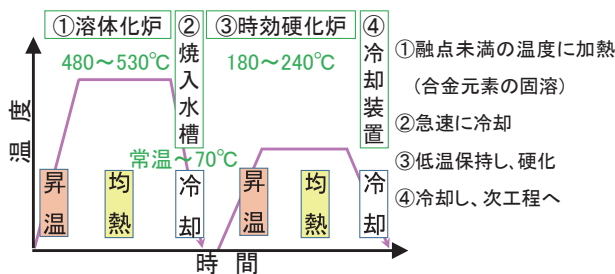 ①溶体化炉
②焼入水槽
③時効硬化炉
④冷却装置
480～530℃
180～240℃
常温～70℃
温度
昇温
均熱
冷却
昇温
均熱
冷却
時間
①融点未満の温度に加熱
（合金元素の固溶）
②急速に冷却
③低温保持し、硬化
④冷却し、次工程へ